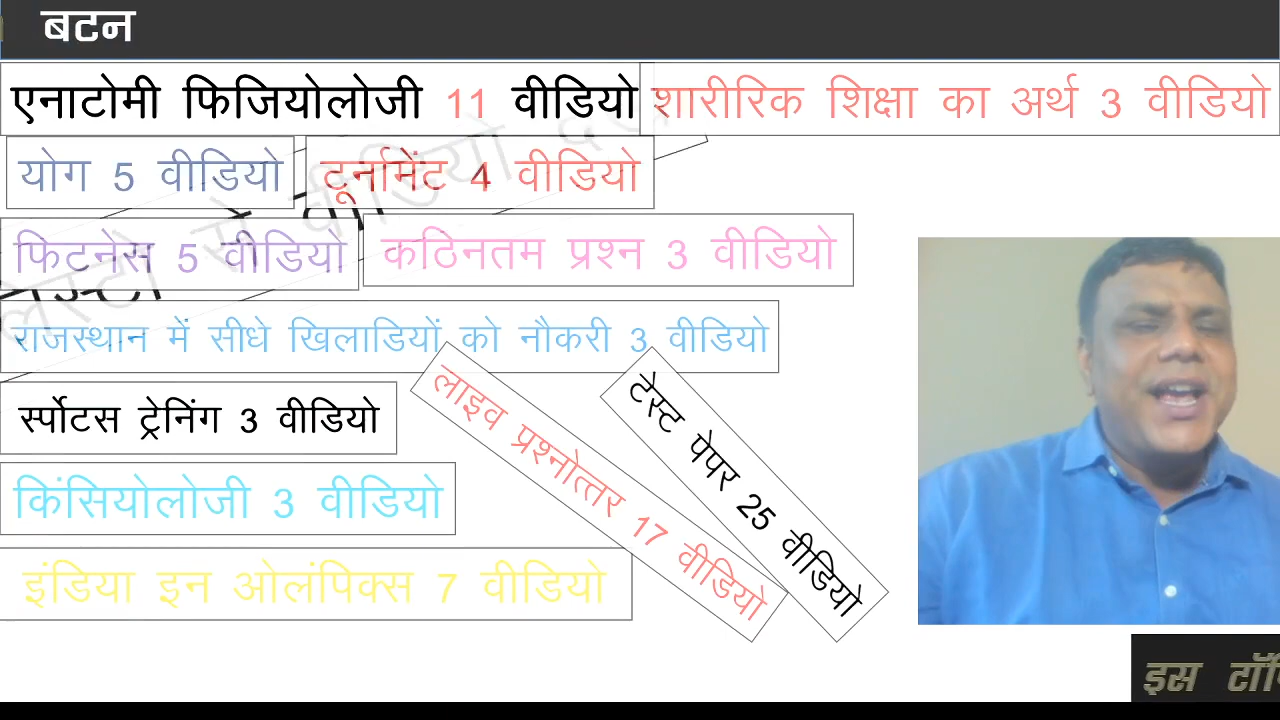 बटन
एनाटोमी फिजियोलोजी 11 वीडियो
शारीरिक शिक्षा का अर्थ 3 वीडियो
योग 5 वीडियो
टूर्नामेंट 4 वीडियो
फिटनेस 5 वीडियो
कठिनतम प्रश्न 3 वीडियो
राजस्थान में सीधे खिलाडियों को नौकरी 3 वीडियो
र्स्पोटस ट्रेनिंग 3 वीडियो
लाइव प्रश्नोत्तर 17 वीडियो
टेस्ट पेपर 25 वीडियो
किंसियोलोजी 3 वीडियो
इंडिया इन ओलंपिक्स 7 वीडियो
इस